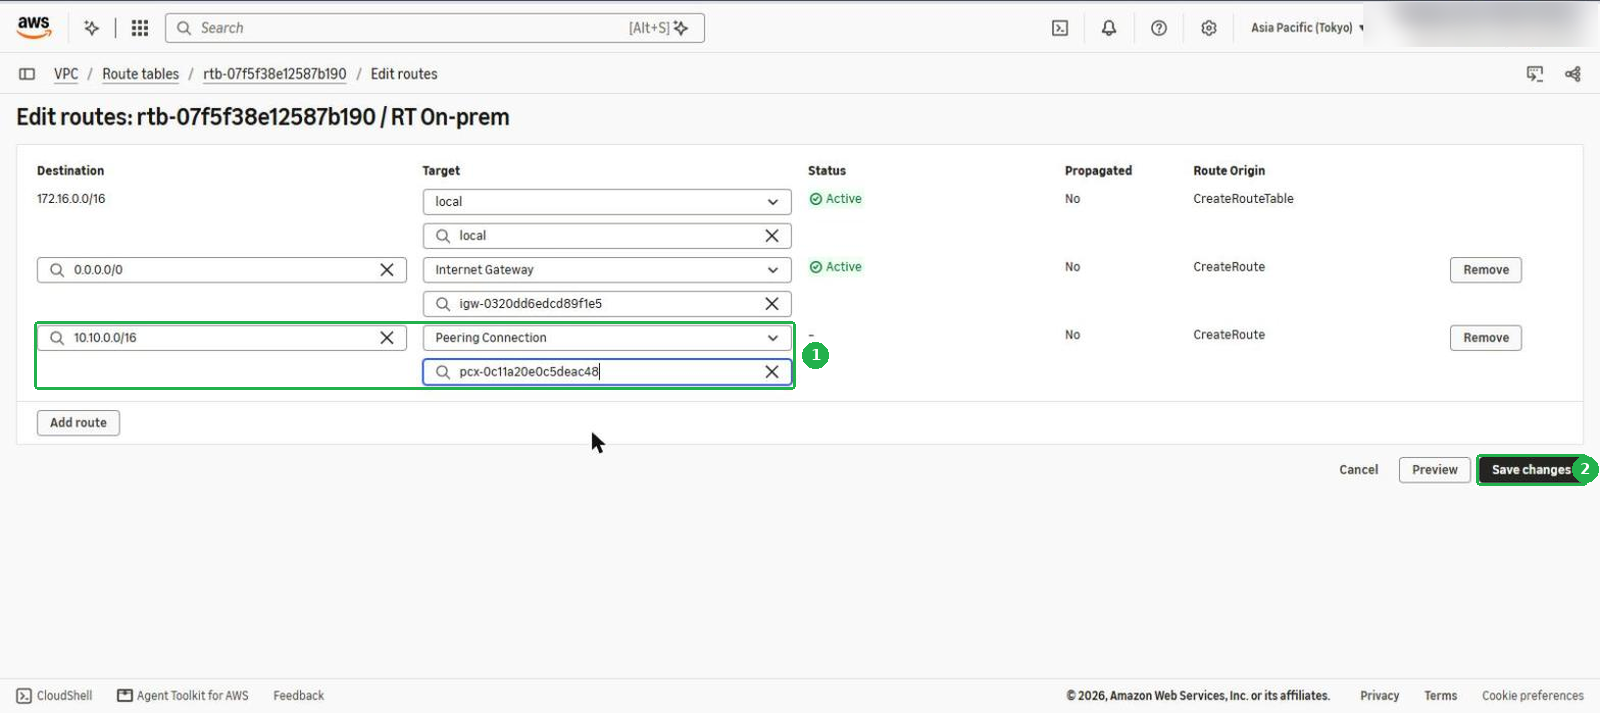 aws
Search [Alt+S]
Asia Pacific (Tokyo)
VPC / Route tables / rtb-07f5f38e12587b190 / Edit routes
Edit routes: rtb-07f5f38e12587b190 / RT On-prem
Destination Target Status Propagated Route Origin
172.16.0.0/16 local Active No CreateRouteTable
local
0.0.0.0/0 Internet Gateway Active No CreateRoute Remove
igw-0320dd6edcd89f1e5
10.10.0.0/16 Peering Connection - No CreateRoute Remove
1
pcx-0c11a20e0c5deac48
Add route
Cancel Preview Save changes 2
CloudShell Agent Toolkit for AWS Feedback © 2026, Amazon Web Services, Inc. or its affiliates. Privacy Terms Cookie preferences